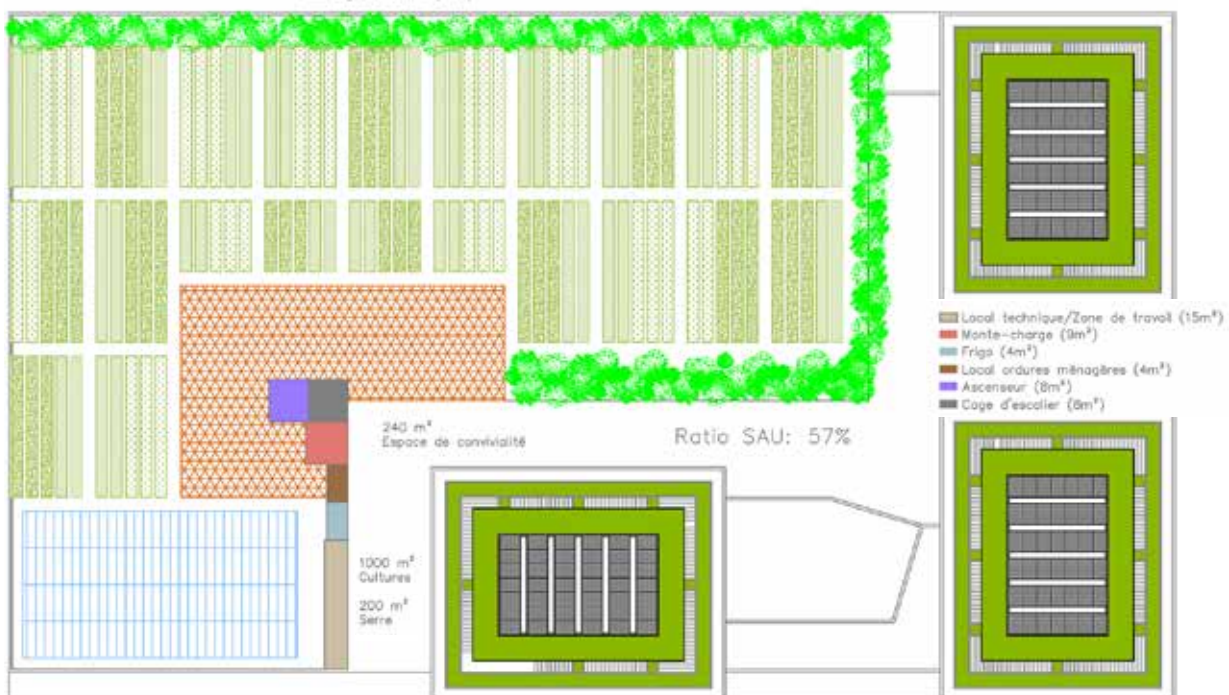 Local technique/Zone de travail (15m²)
Monte-charge (9m²)
Frigo (4m²)
Local ordures ménagères (4m²)
Ascenseur (8m²)
Cage d'escalier (6m²)
240 m²
Espace de convivialité
Ratio SAU: 57%
1000 m²
Cultures
200 m²
Serre